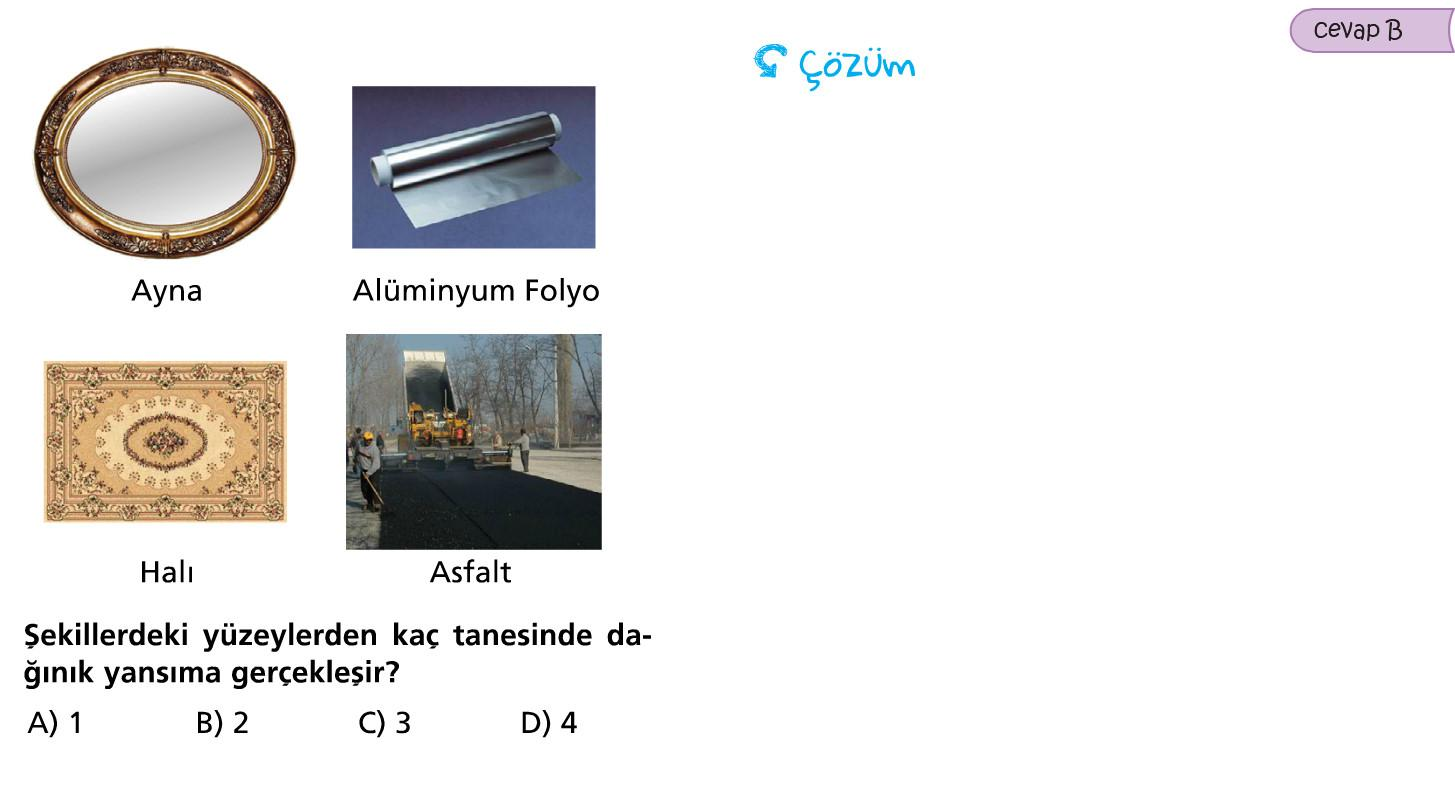 Ayna
Alüminyum Folyo
Halı
Asfalt
Şekillerdeki yüzeylerden kaç tanesinde da-
ğınık yansıma gerçekleşir?
A) 1 B) 2 C) 3 D) 4
Çözüm
cevap B